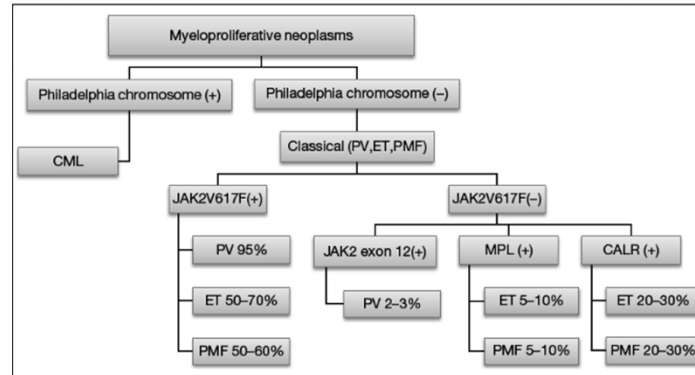 Myeloproliferative neoplasms
Philadelphia chromosome (+)
Philadelphia chromosome (–)
CML
Classical (PV,ET,PMF)
JAK2V617F(+)
JAK2V617F(–)
PV 95%
JAK2 exon 12(+)
MPL (+)
CALR (+)
ET 50–70%
PV 2–3%
ET 5–10%
ET 20–30%
PMF 50–60%
PMF 5–10%
PMF 20–30%